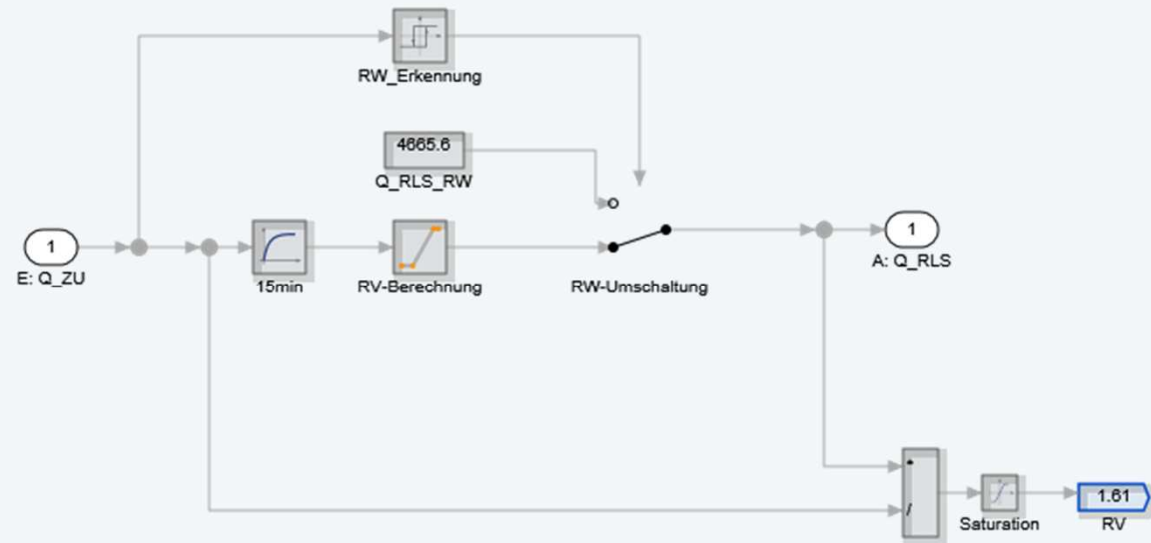 RW_Erkennung
4665.6
Q_RLS_RW
1
E: Q_ZU
15min
RV-Berechnung
RW-Umschaltung
1
A: Q_RLS
*
/
Saturation
1.61
RV